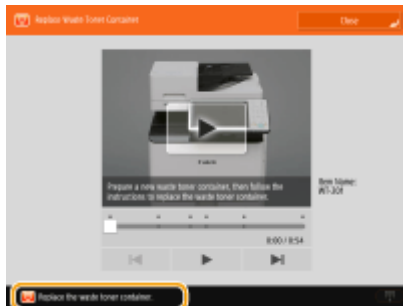 Replace Waste Toner Container
Close
Canon
Prepare a new waste toner container, then follow the
instructions to replace the waste toner container.
Item Name:
WT-201
0:00 / 0:54
Replace the waste toner container.